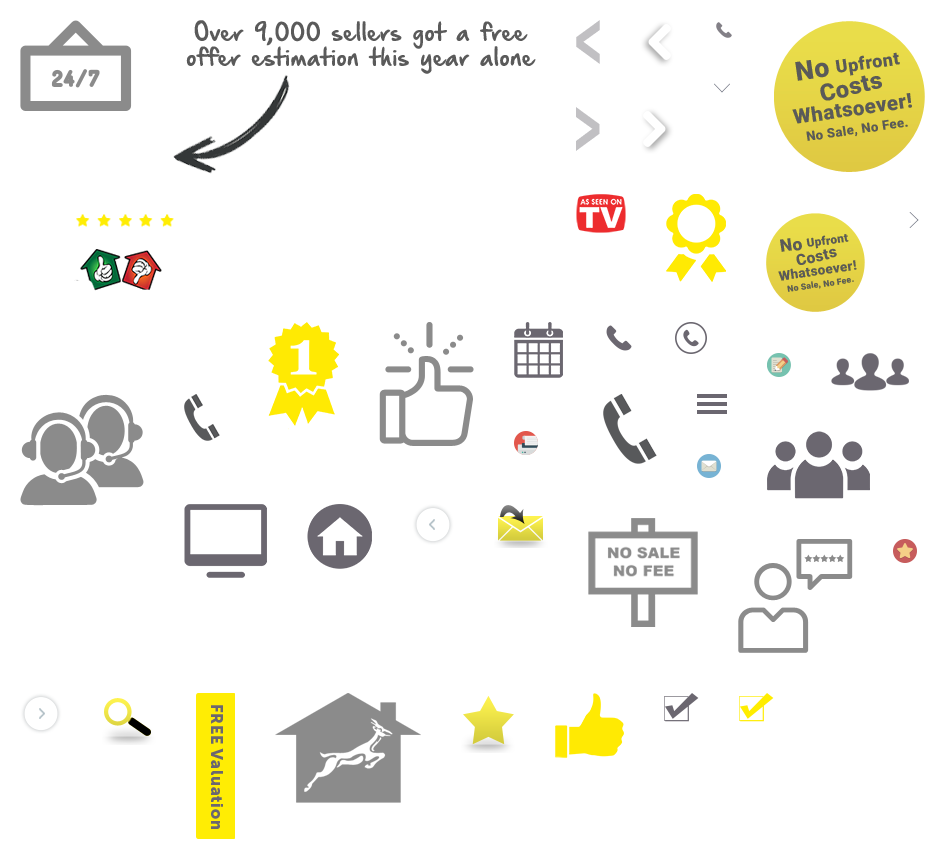 Over 9,000 sellers got a free
offer estimation this year alone
24/7
No Upfront
Costs
Whatsoever!
No Sale, No Fee.
AS SEEN ON
TV
No Upfront
Costs
Whatsoever!
No Sale, No Fee.
1
NO SALE
NO FEE
FREE Valuation